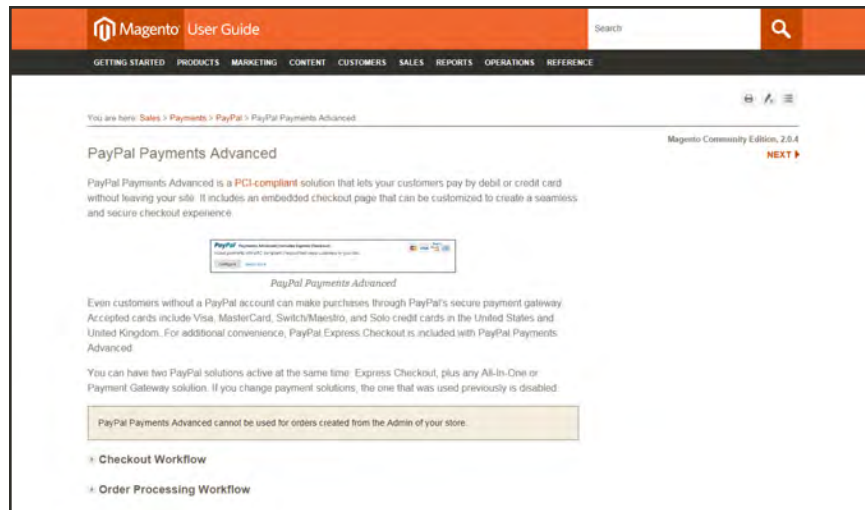 Magento User Guide
Search
GETTING STARTED PRODUCTS MARKETING CONTENT CUSTOMERS SALES REPORTS OPERATIONS REFERENCE
You are here: Sales > Payments > PayPal > PayPal Payments Advanced
Magento Community Edition, 2.0.4
NEXT
PayPal Payments Advanced
PayPal Payments Advanced is a PCI-compliant solution that lets your customers pay by debit or credit card
without leaving your site. It includes an embedded checkout page that can be customized to create a seamless
and secure checkout experience.
PayPal Payments Advanced (Includes Express Checkout)
Configure
PayPal Payments Advanced
Even customers without a PayPal account can make purchases through PayPal's secure payment gateway.
Accepted cards include Visa, MasterCard, Switch/Maestro, and Solo credit cards in the United States and
United Kingdom. For additional convenience, PayPal Express Checkout is included with PayPal Payments
Advanced.
You can have two PayPal solutions active at the same time: Express Checkout, plus any All-In-One or
Payment Gateway solution. If you change payment solutions, the one that was used previously is disabled.
PayPal Payments Advanced cannot be used for orders created from the Admin of your store.
Checkout Workflow
Order Processing Workflow